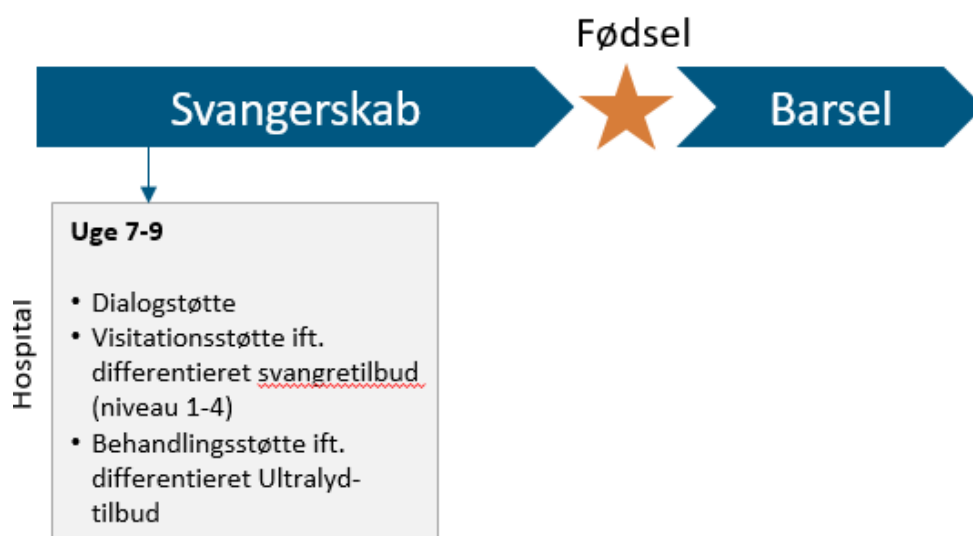 Fødsel
Svangerskab
Barsel
Hospital
Uge 7-9
• Dialogstøtte
• Visitationsstøtte ift.
differentieret svangretilbud
(niveau 1-4)
• Behandlingsstøtte ift.
differentieret Ultralyd-
tilbud